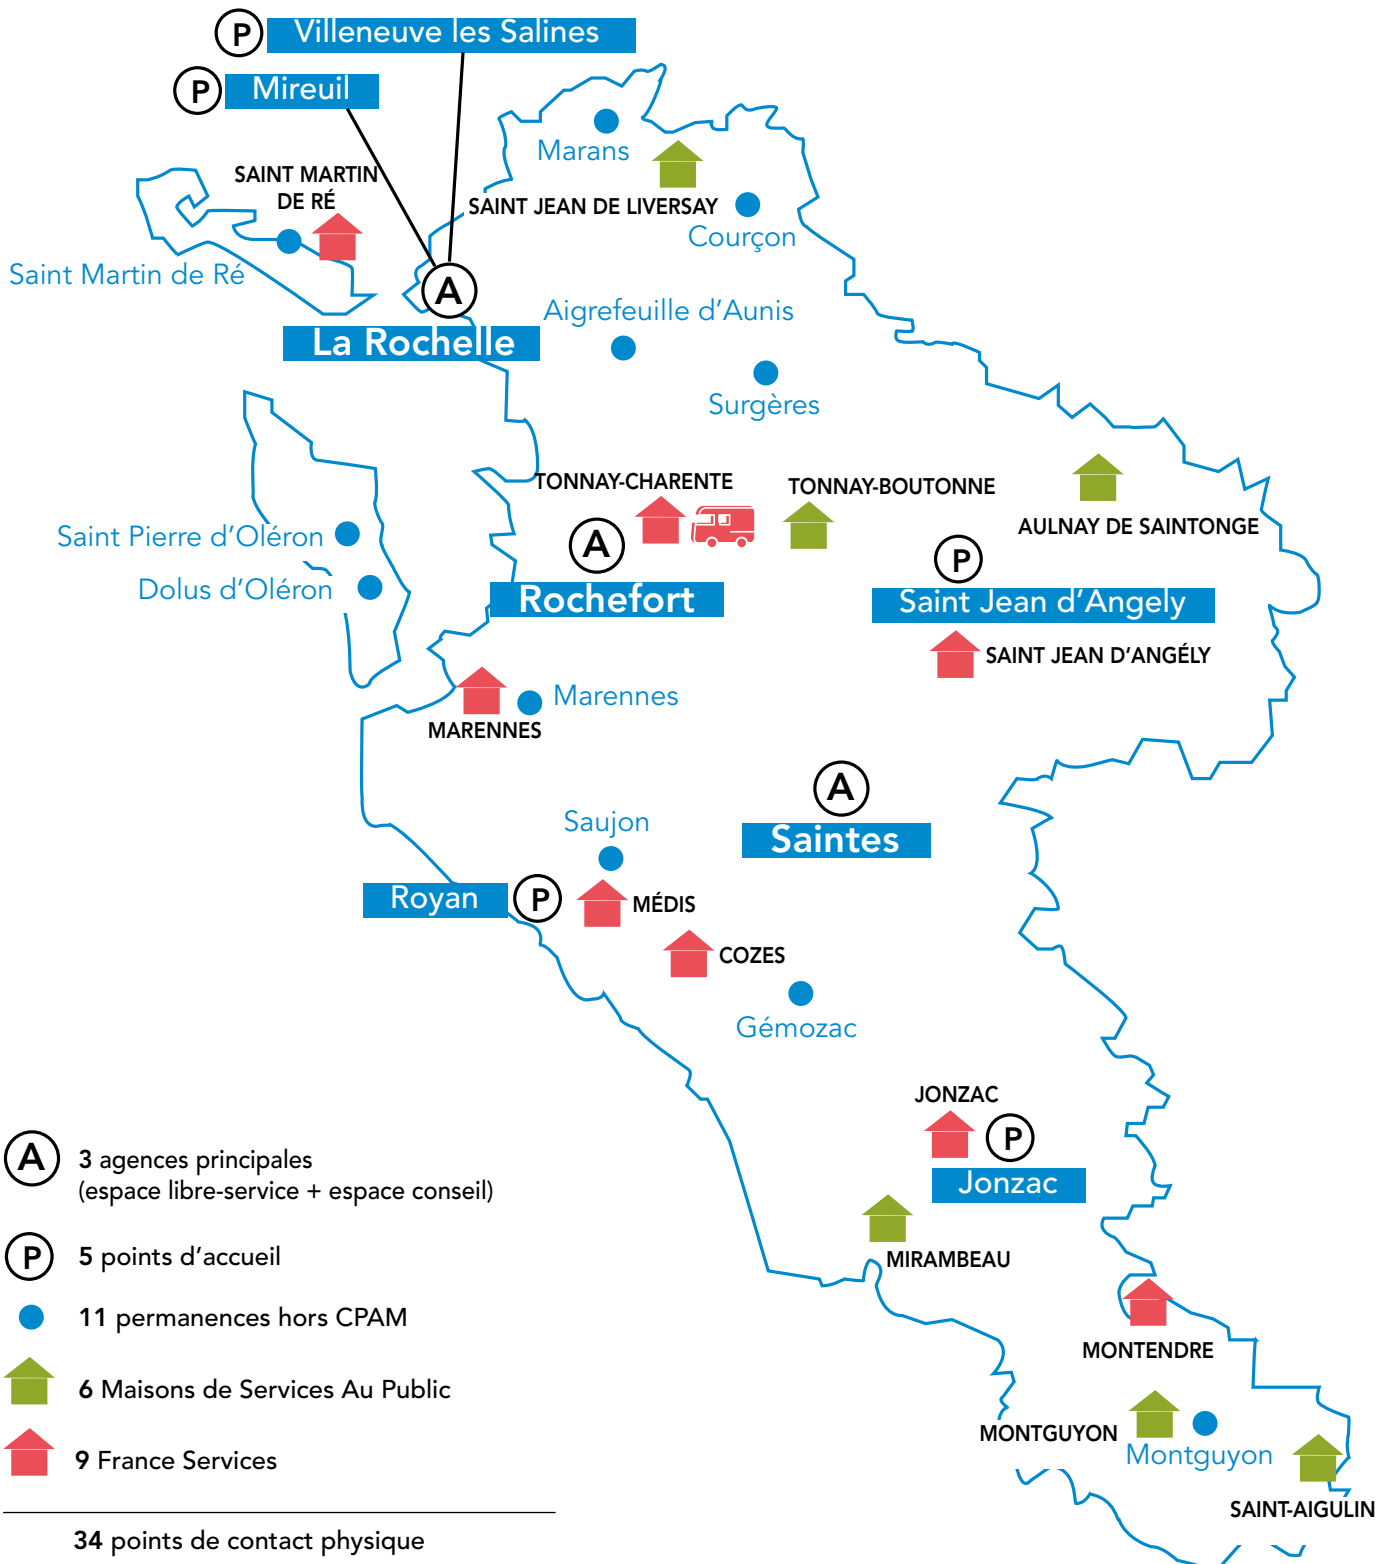 P Villeneuve les Salines
P Mireuil
Marans
SAINT MARTIN
DE RÉ
SAINT JEAN DE LIVERSAY
Courçon
Saint Martin de Ré
A
La Rochelle
Aigrefeuille d'Aunis
Surgères
TONNAY-CHARENTE
TONNAY-BOUTONNE
AULNAY DE SAINTONGE
Saint Pierre d'Oléron
A
Rochefort
P
Saint Jean d'Angely
Dolus d'Oléron
SAINT JEAN D'ANGÉLY
Marennes
MARENNES
A
Saintes
Saujon
Royan P
MÉDIS
COZES
Gémozac
JONZAC
P
Jonzac
MIRAMBEAU
MONTENDRE
MONTGUYON
Montguyon
SAINT-AIGULIN
A 3 agences principales
(espace libre-service + espace conseil)
P 5 points d'accueil
11 permanences hors CPAM
6 Maisons de Services Au Public
9 France Services
34 points de contact physique